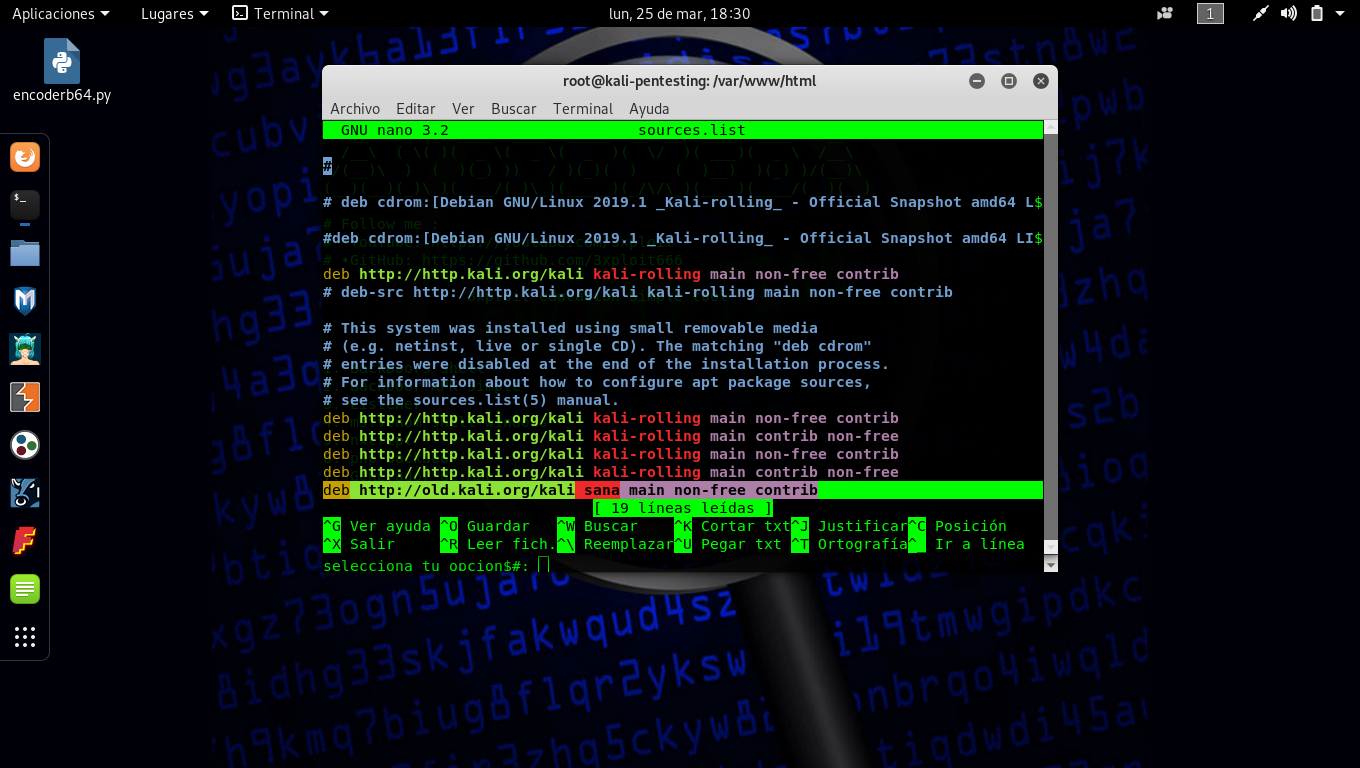 Aplicaciones Lugares Terminal lun, 25 de mar, 18:30 1
encoderb64.py
root@kali-pentesting: /var/www/html
Archivo Editar Ver Buscar Terminal Ayuda
GNU nano 3.2 sources.list
#
# deb cdrom:[Debian GNU/Linux 2019.1 _Kali-rolling_ - Official Snapshot amd64 L$
# Follow me :
#deb cdrom:[Debian GNU/Linux 2019.1 _Kali-rolling_ - Official Snapshot amd64 LI$
# •GitHub: https://github.com/3xploit666
deb http://http.kali.org/kali kali-rolling main non-free contrib
# deb-src http://http.kali.org/kali kali-rolling main non-free contrib
# This system was installed using small removable media
# (e.g. netinst, live or single CD). The matching "deb cdrom"
# entries were disabled at the end of the installation process.
# For information about how to configure apt package sources,
# see the sources.list(5) manual.
deb http://http.kali.org/kali kali-rolling main non-free contrib
deb http://http.kali.org/kali kali-rolling main contrib non-free
deb http://http.kali.org/kali kali-rolling main non-free contrib
deb http://http.kali.org/kali kali-rolling main contrib non-free
deb http://old.kali.org/kali sana main non-free contrib
[ 19 líneas leídas ]
^G Ver ayuda ^O Guardar ^W Buscar ^K Cortar txt ^J Justificar ^C Posición
^X Salir ^R Leer fich. ^\ Reemplazar ^U Pegar txt ^T Ortografía ^_ Ir a línea
selecciona tu opcion$#: